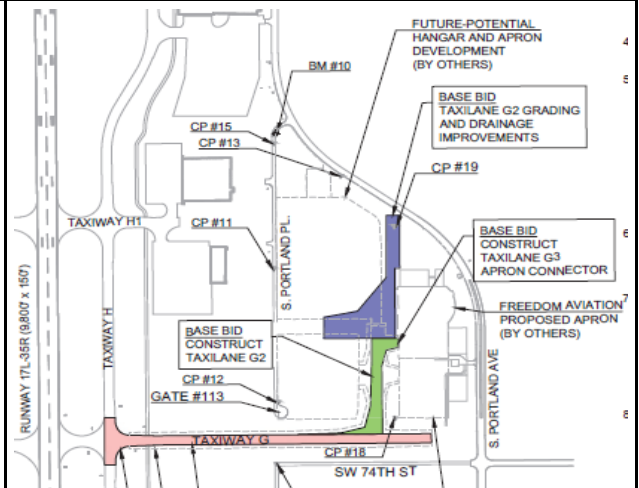 FUTURE-POTENTIAL
HANGAR AND APRON
DEVELOPMENT
(BY OTHERS)
4
5
BM #10
BASE BID
TAXILANE G2 GRADING
AND DRAINAGE
IMPROVEMENTS
CP #15
CP #13
CP #19
TAXIWAY H1
CP #11
S. PORTLAND PL.
BASE BID
CONSTRUCT
TAXILANE G3
APRON CONNECTOR
6
RUNWAY 17L-35R (9,800' x 150')
TAXIWAY H
7
FREEDOM AVIATION
PROPOSED APRON
(BY OTHERS)
BASE BID
CONSTRUCT
TAXILANE G2
S. PORTLAND AVE
CP #12
GATE #113
8
TAXIWAY G
CP #18
SW 74TH ST